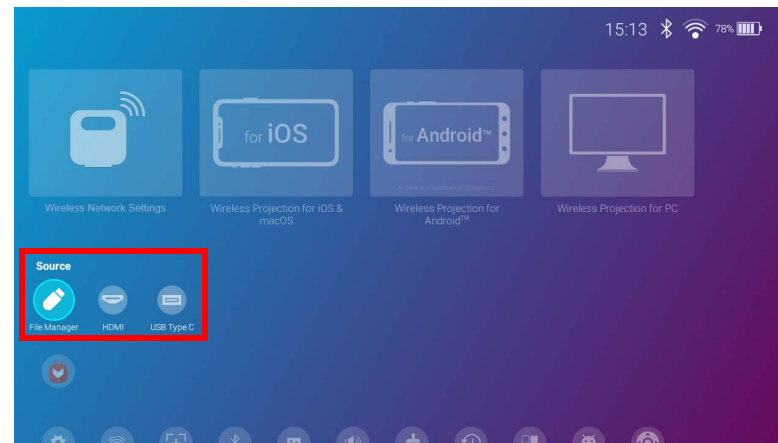 15:13
78%
for iOS
for Android™
Wireless Network Settings
Wireless Projection for iOS &
macOS
Wireless Projection for
Android™
Wireless Projection for PC
Source
File Manager
HDMI
USB Type C